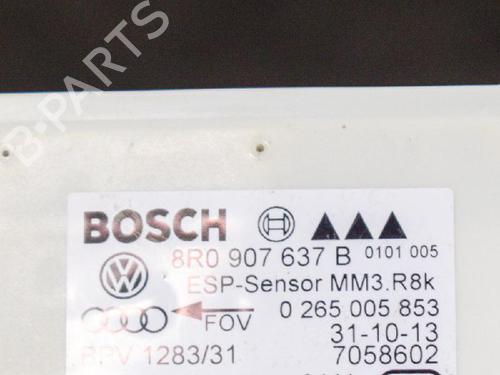 B-PARTS
BOSCH
8R0 907 637 B 0101 005
ESP-Sensor MM3.R8k
0 265 005 853
FOV
31-10-13
BPV 1283/31 7058602